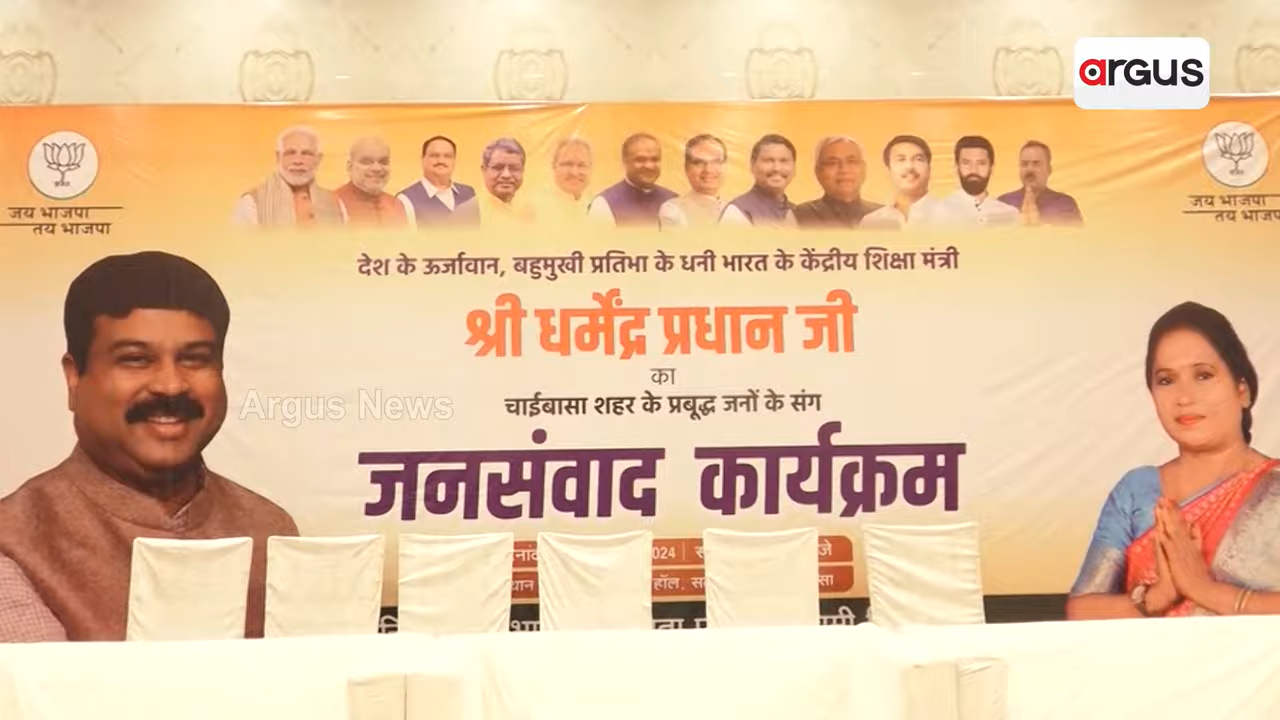 argus
जय भाजपा
तय भाजपा
जय भाजपा
तय भाजपा
देश के ऊर्जावान, बहुमुखी प्रतिभा के धनी भारत के केंद्रीय शिक्षा मंत्री
श्री धर्मेंद्र प्रधान जी
का
Argus News
चाईबासा शहर के प्रबूद्ध जनों के संग
जनसंवाद कार्यक्रम
2024
हॉल,